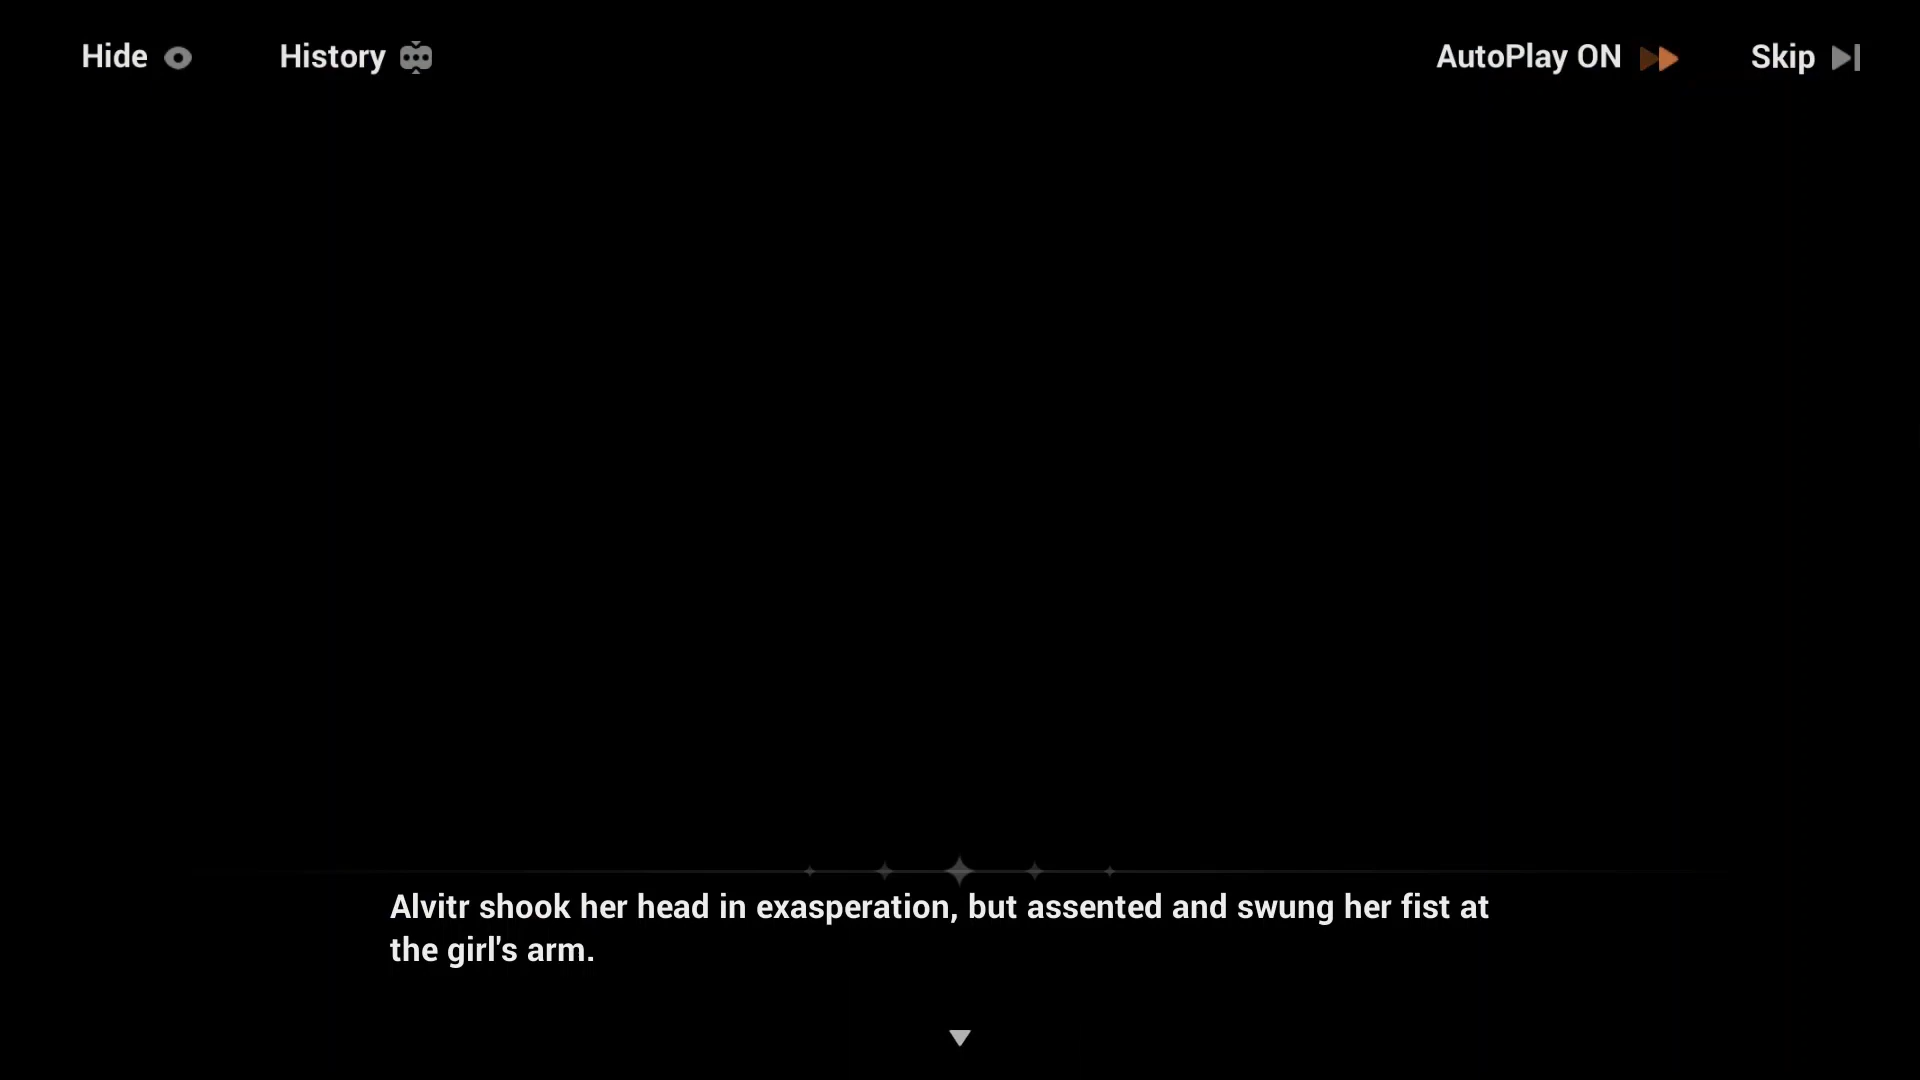 Hide
History
AutoPlay ON
Skip
Alvitr shook her head in exasperation, but assented and swung her fist at
the girl's arm.